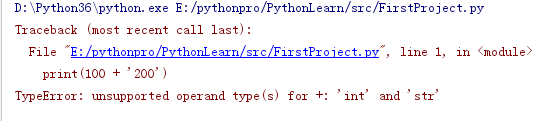 D:\Python36\python.exe E:/pythonpro/PythonLearn/src/FirstProject.py
Traceback (most recent call last):
  File "E:/pythonpro/PythonLearn/src/FirstProject.py", line 1, in <module>
    print(100 + '200')
TypeError: unsupported operand type(s) for +: 'int' and 'str'